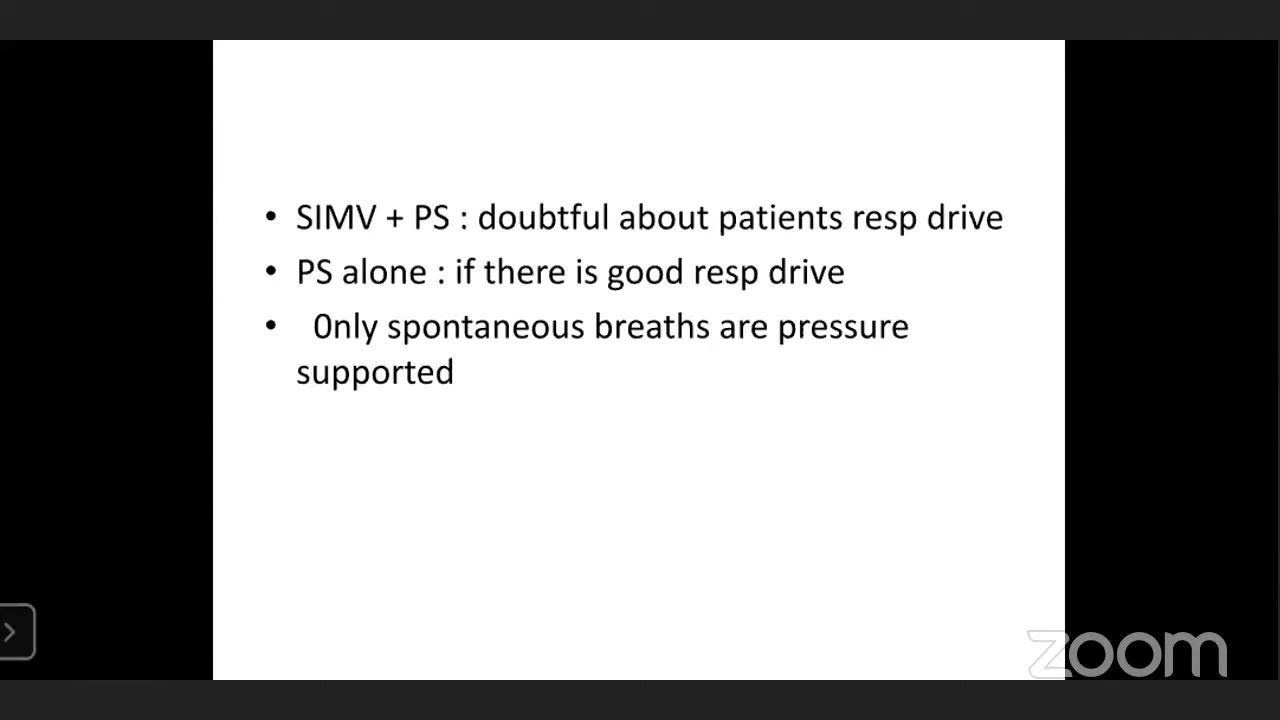 • SIMV + PS : doubtful about patients resp drive
• PS alone : if there is good resp drive
• 0nly spontaneous breaths are pressure
supported
zoom